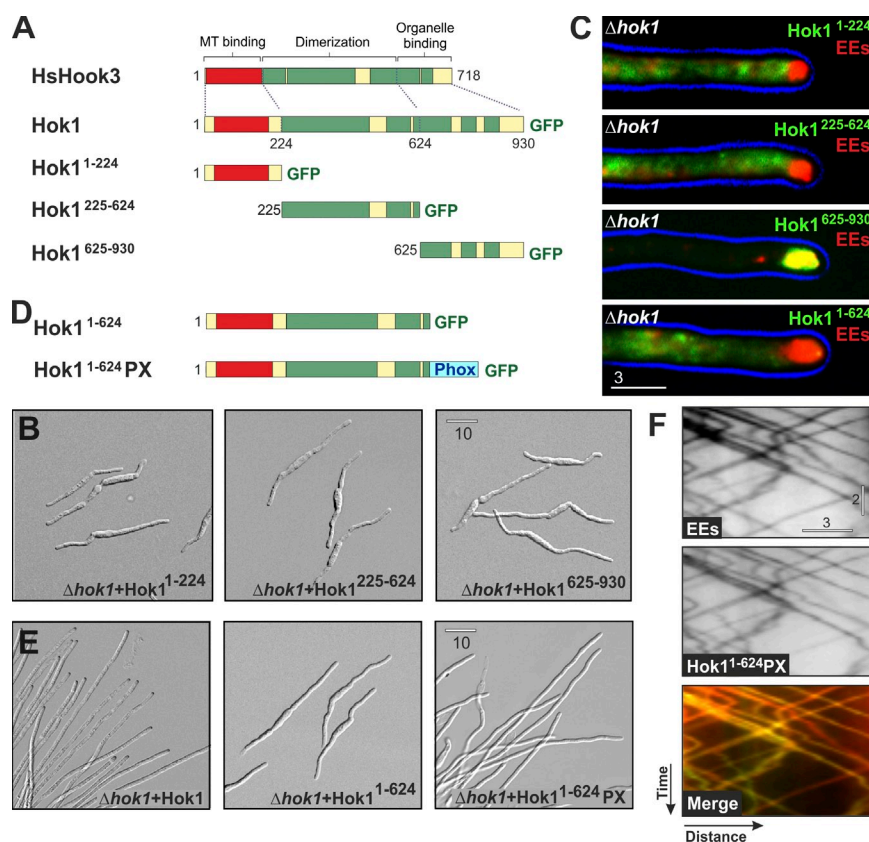 A
MT binding
Dimerization
Organelle
binding
HsHook3
1
718
Hok1
1
GFP
224
624
930
Hok1 1-224
1
GFP
Hok1 225-624
225
GFP
Hok1 625-930
625
GFP
D
Hok1 1-624
1
GFP
Hok1 1-624 PX
1
Phox
GFP
C
Δhok1
Hok1 1-224
EEs
Δhok1
Hok1 225-624
EEs
Δhok1
Hok1 625-930
EEs
Δhok1
Hok1 1-624
EEs
3
B
Δhok1+Hok1 1-224
Δhok1+Hok1 225-624
10
Δhok1+Hok1 625-930
E
Δhok1+Hok1
Δhok1+Hok1 1-624
10
Δhok1+Hok1 1-624 PX
F
2
3
EEs
Hok1 1-624 PX
Merge
Time
Distance